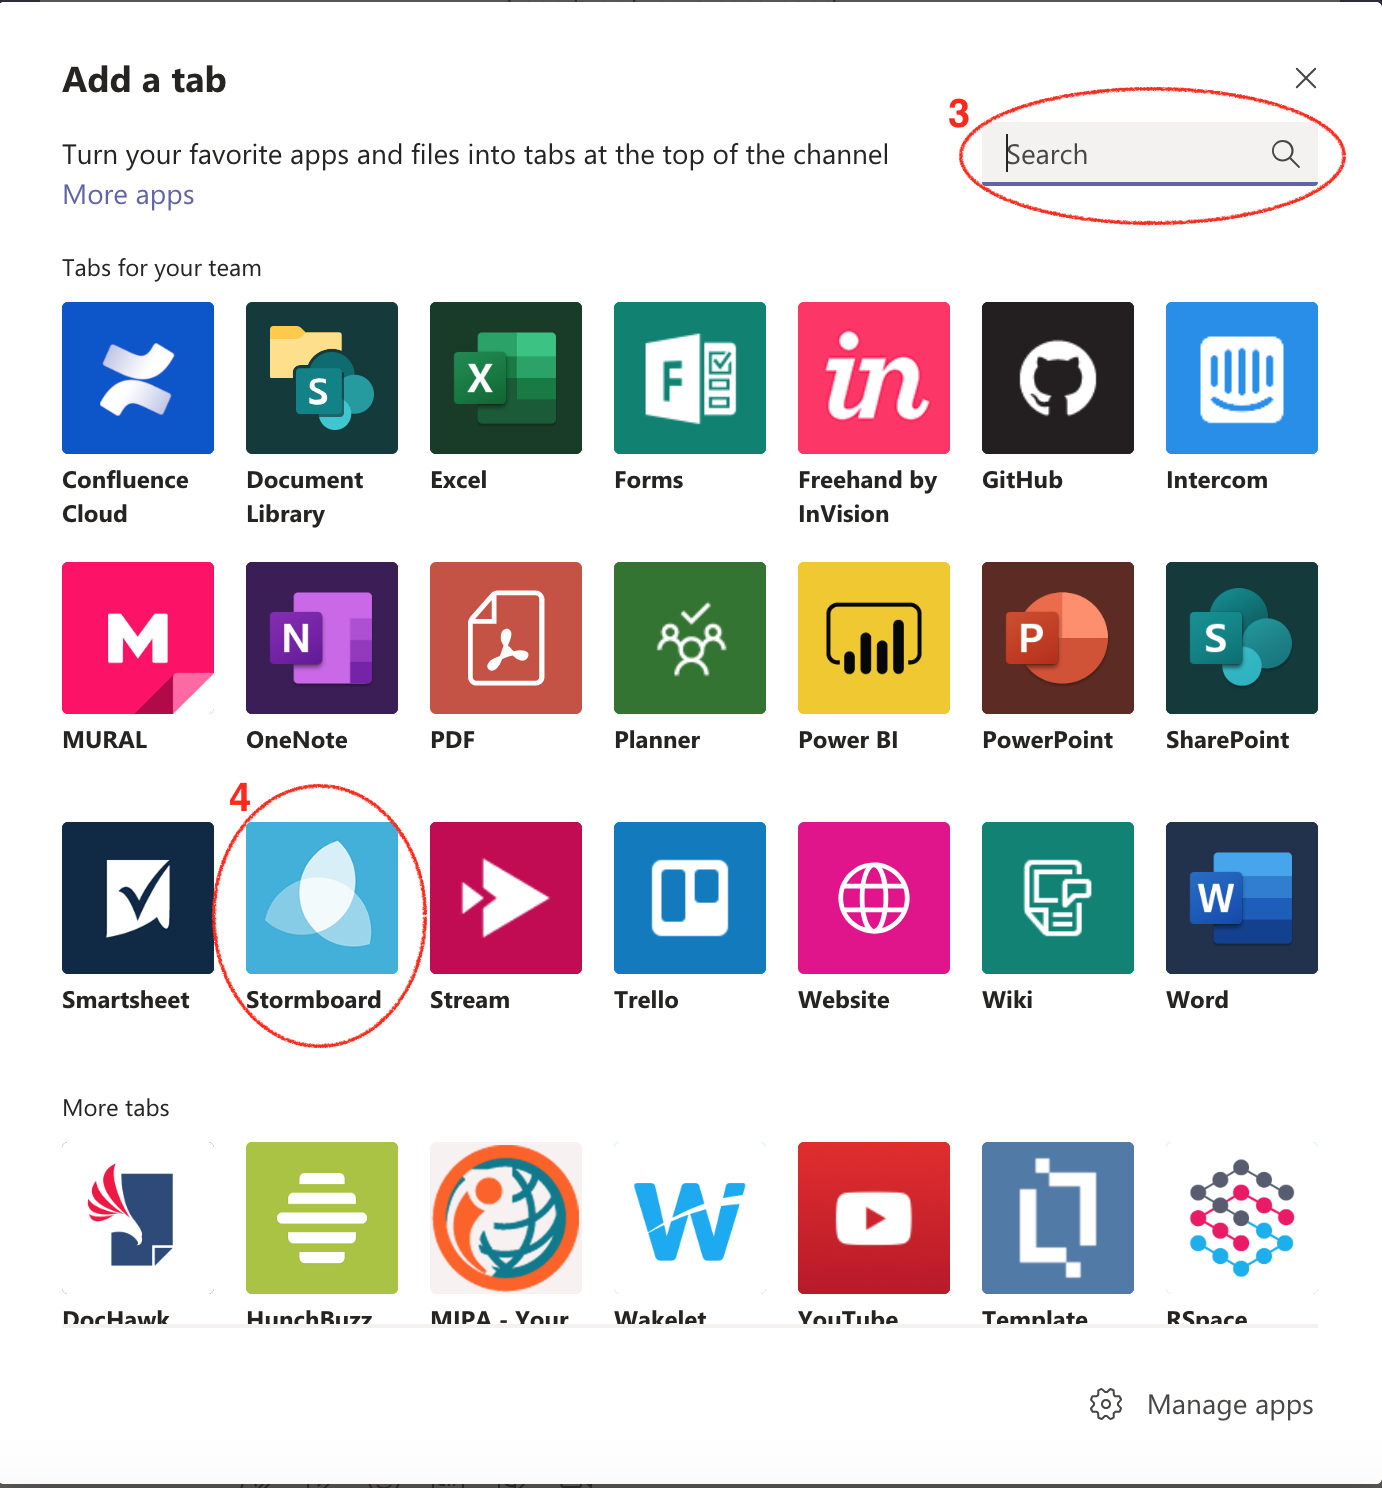 Add a tab
3
Turn your favorite apps and files into tabs at the top of the channel
Search
More apps
Tabs for your team
X
S
F
in
Confluence Cloud
Document Library
Excel
Forms
Freehand by InVision
GitHub
Intercom
M
N
P
S
MURAL
OneNote
PDF
Planner
Power BI
PowerPoint
SharePoint
4
W
Smartsheet
Stormboard
Stream
Trello
Website
Wiki
Word
More tabs
W
DocHawk
HunchBuzz
MIPA - Your
Wakelet
YouTube
Template
RSpace
Manage apps